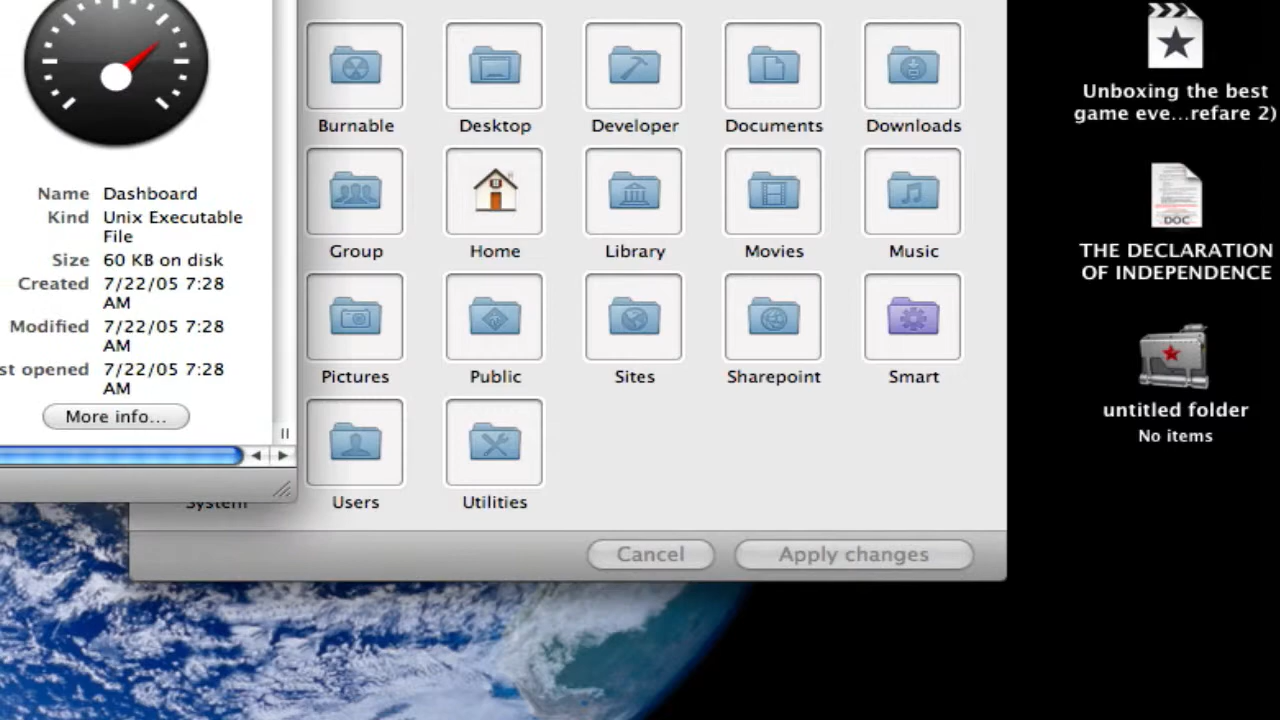 Name Dashboard
Kind Unix Executable
File
Size 60 KB on disk
Created 7/22/05 7:28
AM
Modified 7/22/05 7:28
AM
st opened 7/22/05 7:28
AM
More info...
Burnable Desktop Developer Documents Downloads
Group Home Library Movies Music
Pictures Public Sites Sharepoint Smart
System Users Utilities
Cancel Apply changes
Unboxing the best
game eve...refare 2)
DOC
THE DECLARATION
OF INDEPENDENCE
untitled folder
No items